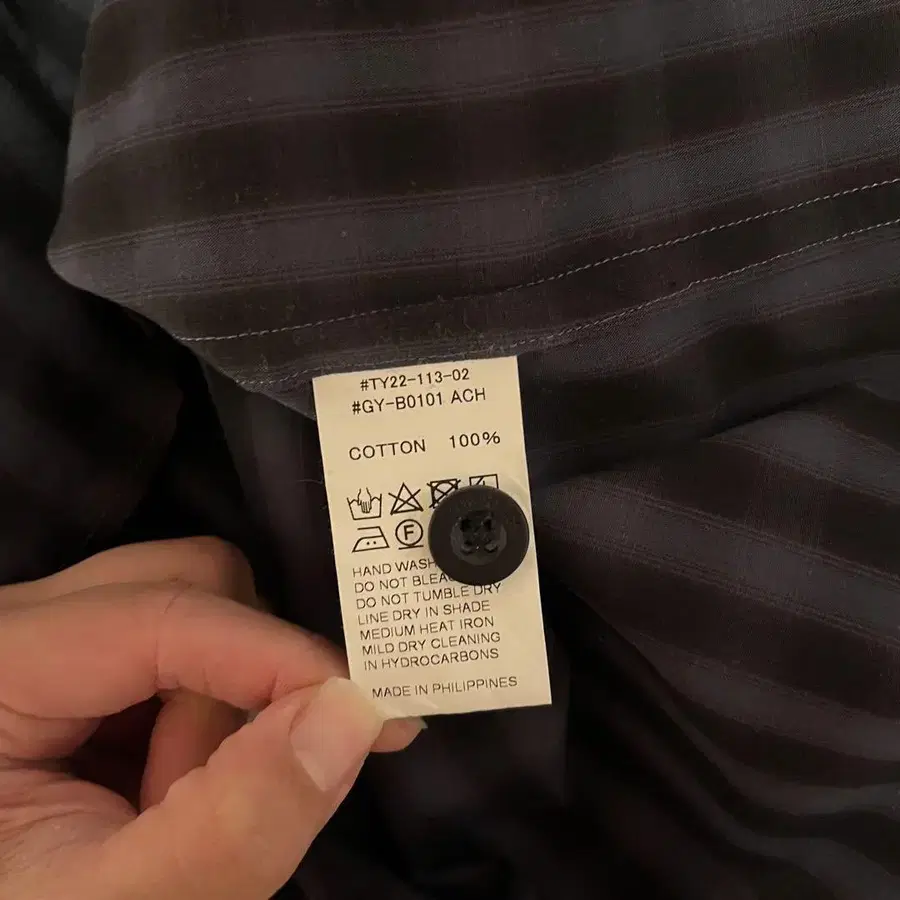 #TY22-113-02
#GY-B0101 ACH
COTTON 100%
F
HAND WASH
DO NOT
DO NOT TUMBLE DRY
LINE DRY IN SHADE
MEDIUM HEAT IRON
MILD DRY CLEANING
IN HYDROCARBONS
MADE IN PHILIPPINES